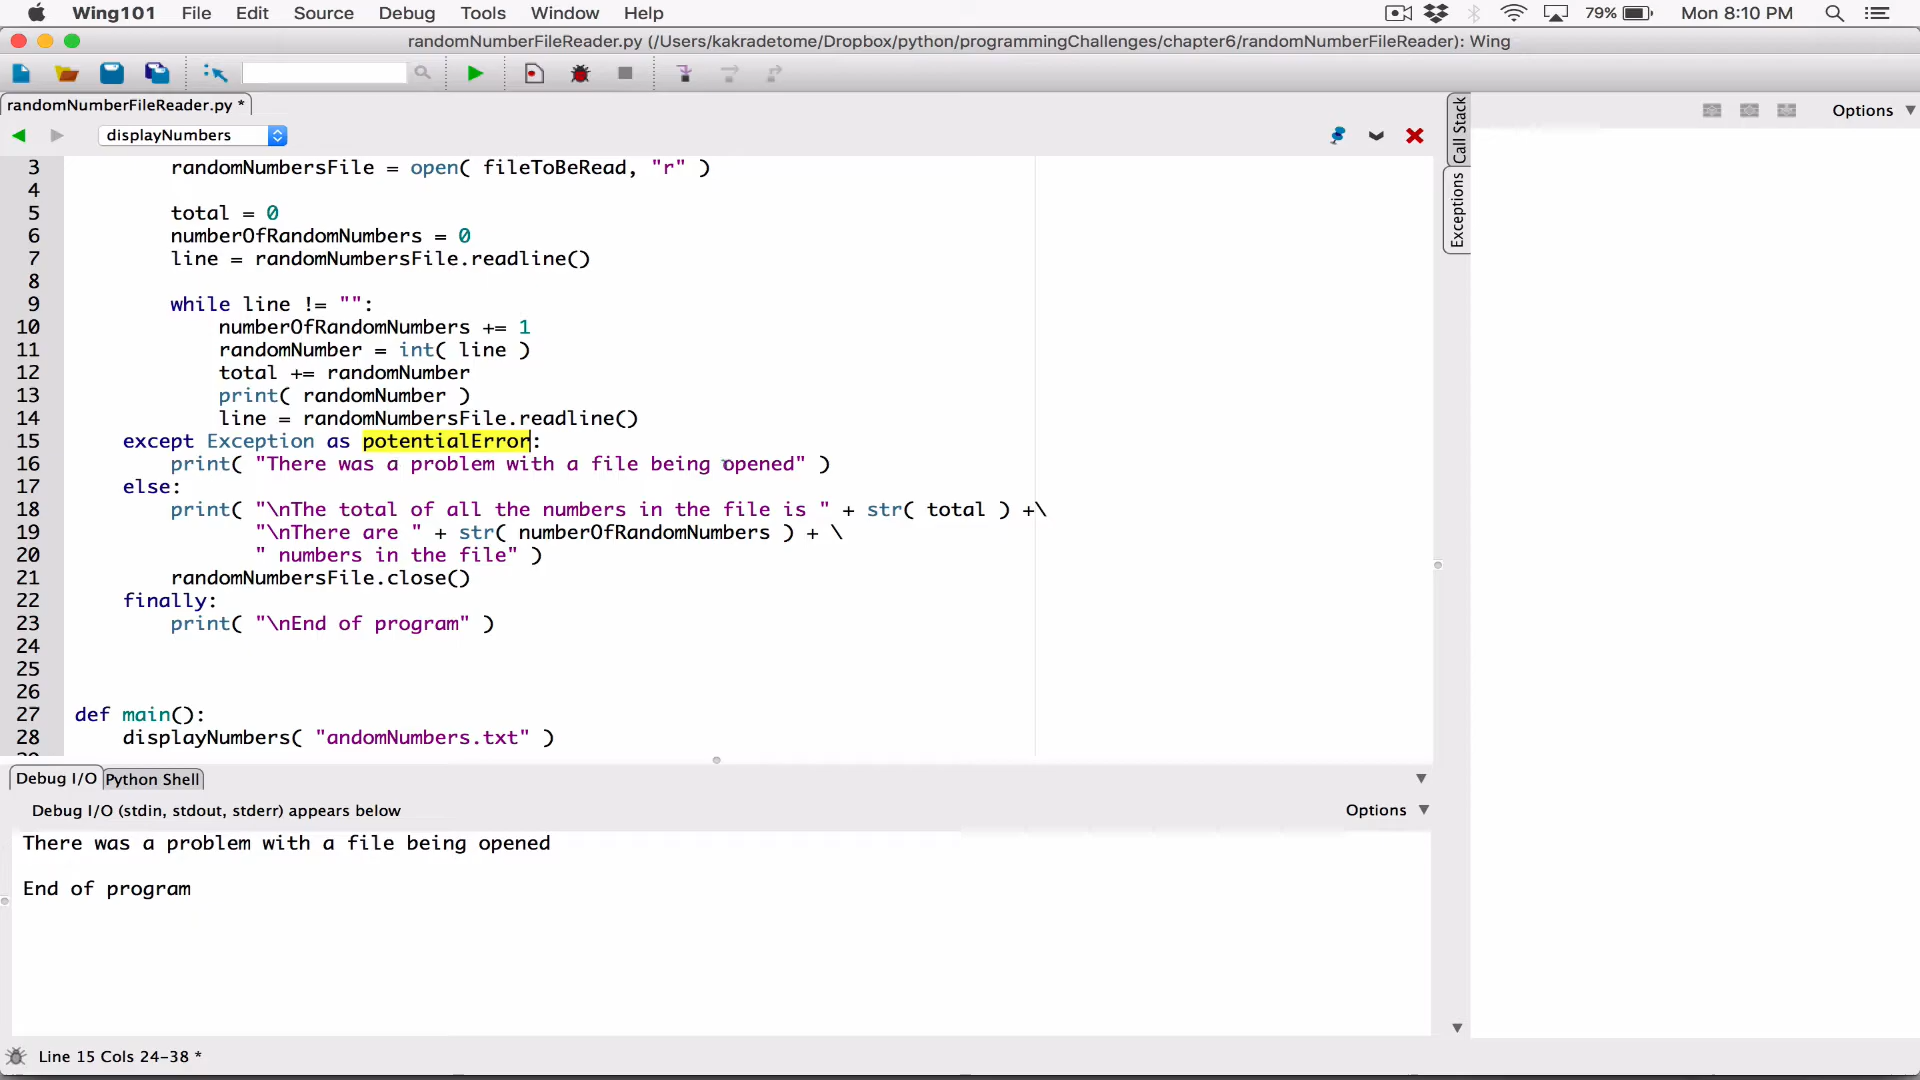 Wing101 File Edit Source Debug Tools Window Help 79% Mon 8:10 PM
randomNumberFileReader.py (/Users/kakradetome/Dropbox/python/programmingChallenges/chapter6/randomNumberFileReader): Wing
randomNumberFileReader.py *
displayNumbers
Call Stack
Exceptions
Options
3 randomNumbersFile = open( fileToBeRead, "r" )
4
5 total = 0
6 numberOfRandomNumbers = 0
7 line = randomNumbersFile.readline()
8
9 while line != "":
10 numberOfRandomNumbers += 1
11 randomNumber = int( line )
12 total += randomNumber
13 print( randomNumber )
14 line = randomNumbersFile.readline()
15 except Exception as potentialError:
16 print( "There was a problem with a file being opened" )
17 else:
18 print( "\nThe total of all the numbers in the file is " + str( total ) +\
19 "\nThere are " + str( numberOfRandomNumbers ) + \
20 " numbers in the file" )
21 randomNumbersFile.close()
22 finally:
23 print( "\nEnd of program" )
24
25
26
27 def main():
28 displayNumbers( "andomNumbers.txt" )
Debug I/O Python Shell
Debug I/O (stdin, stdout, stderr) appears below Options
There was a problem with a file being opened
End of program
Line 15 Cols 24-38 *